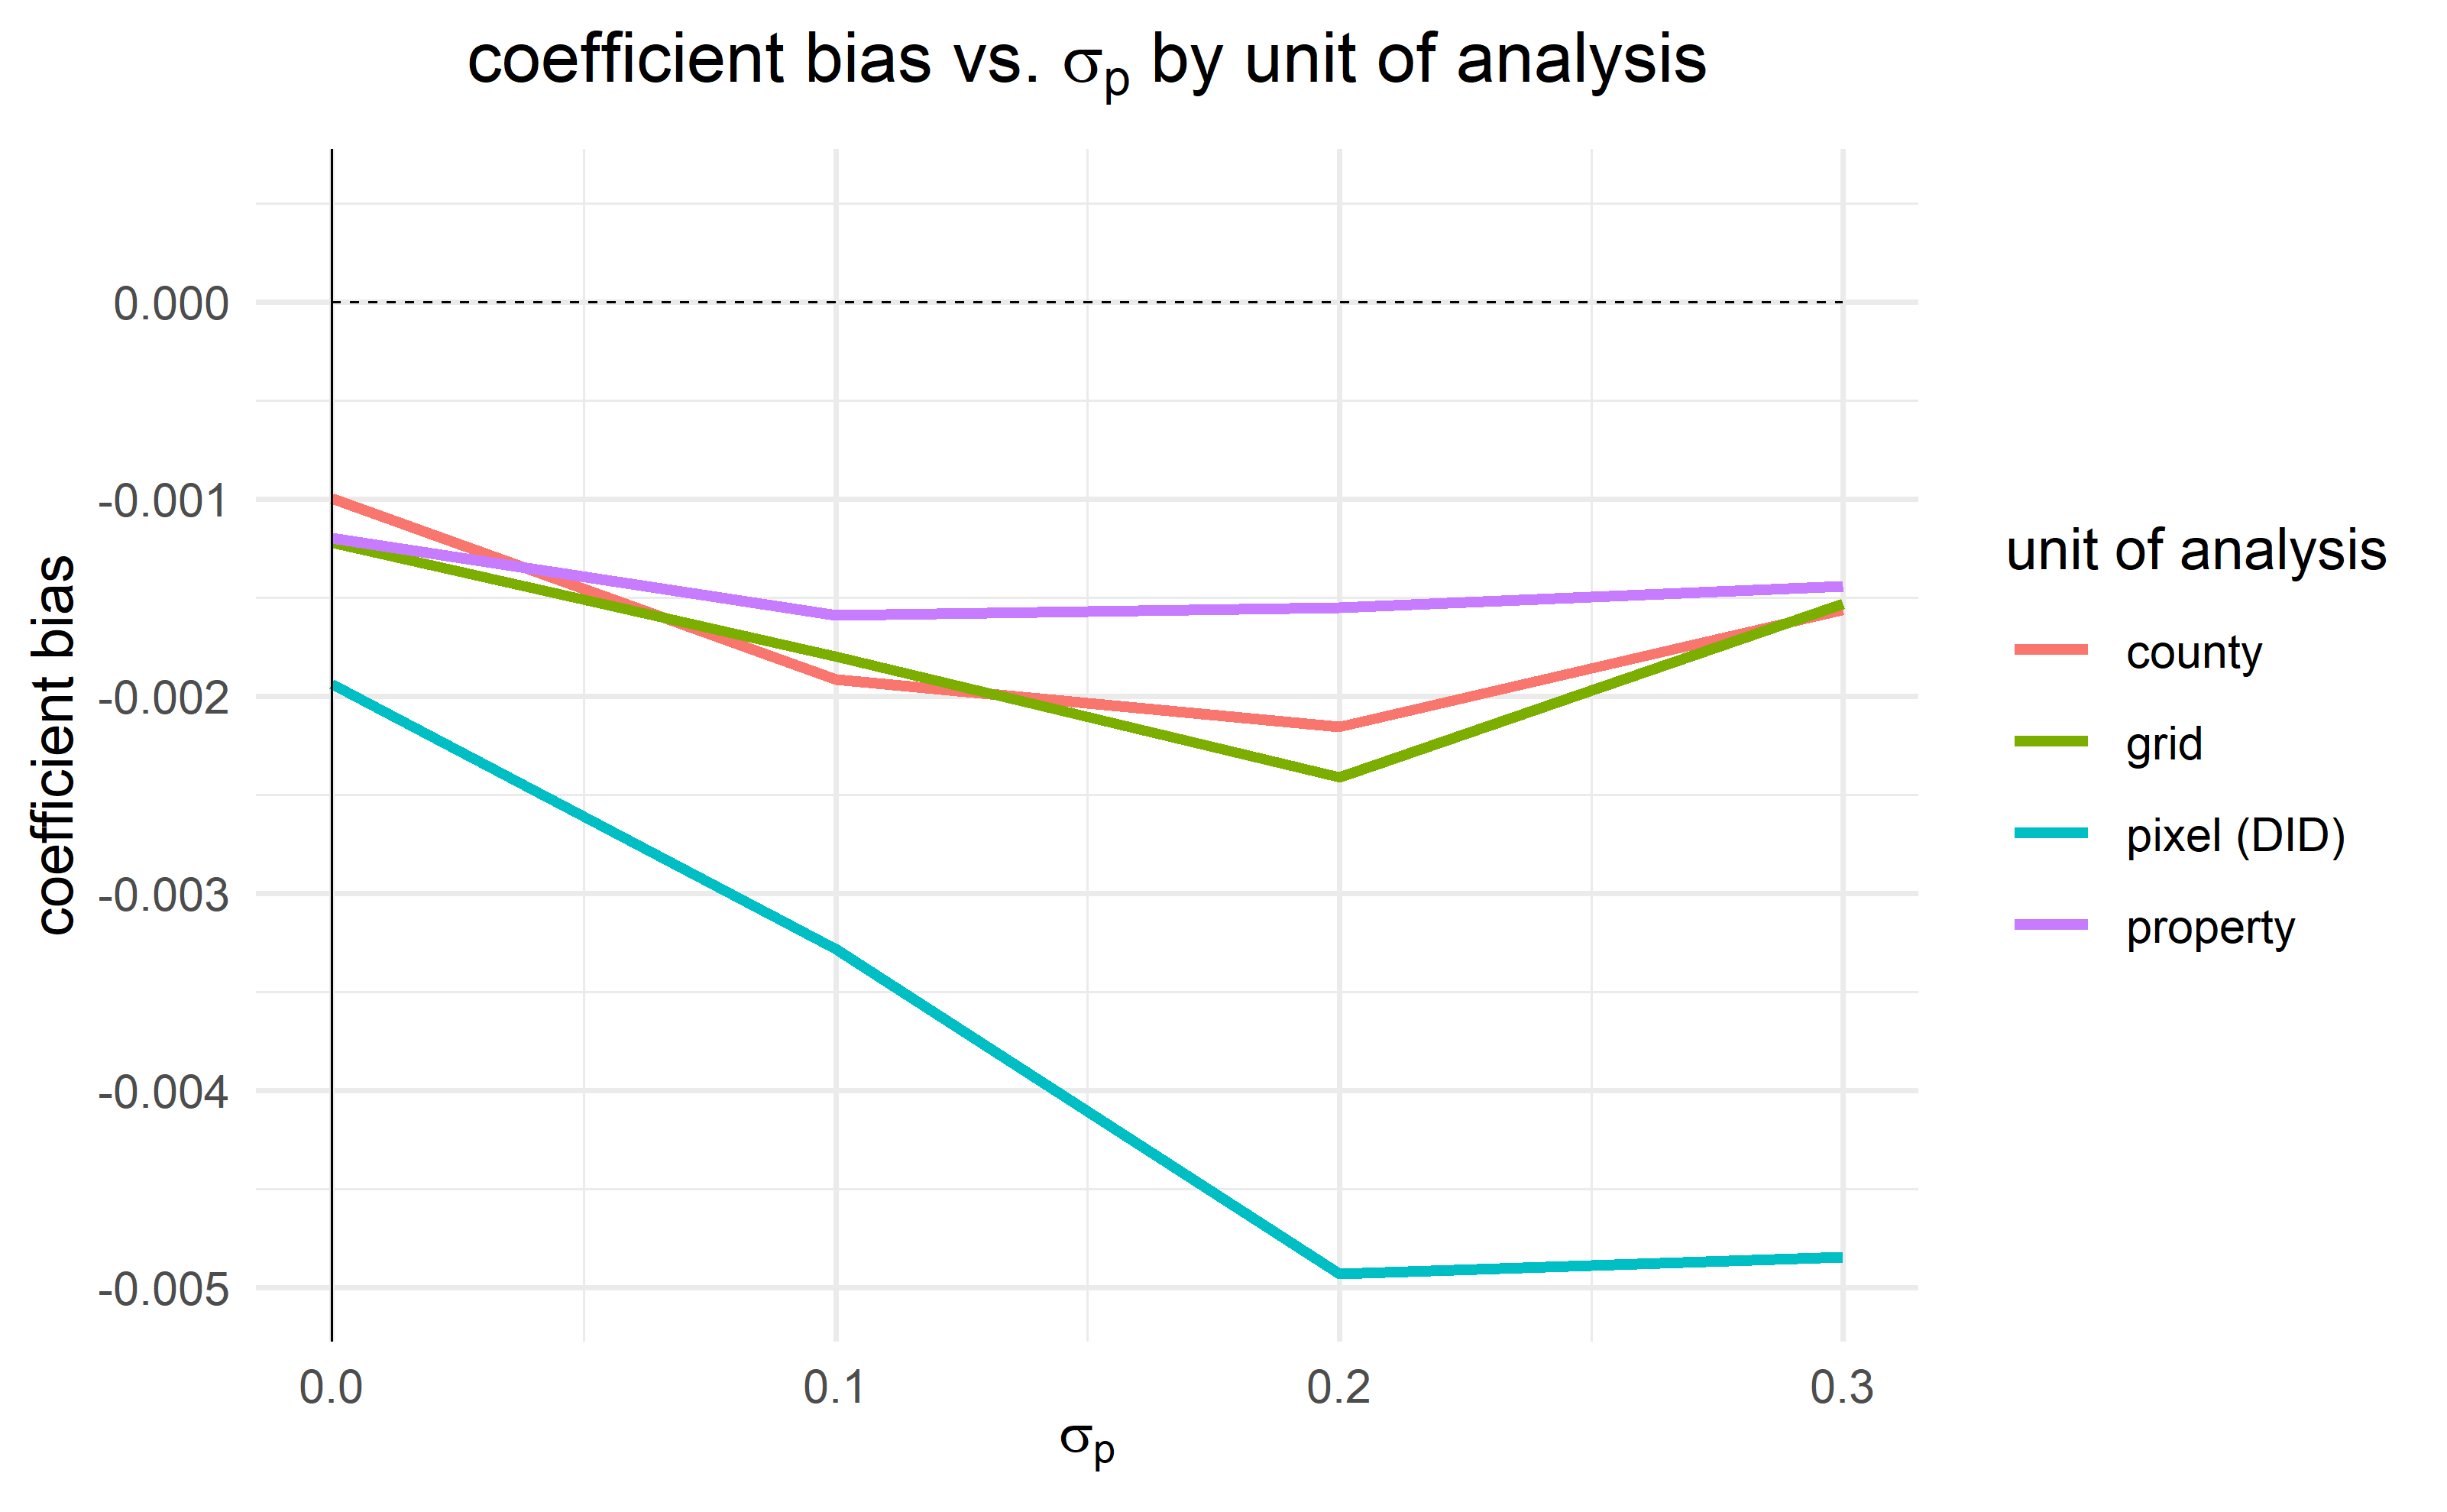 coefficient bias vs. σp by unit of analysis
coefficient bias
0.000
-0.001
-0.002
-0.003
-0.004
-0.005
0.0 0.1 0.2 0.3
σp
unit of analysis
county
grid
pixel (DID)
property